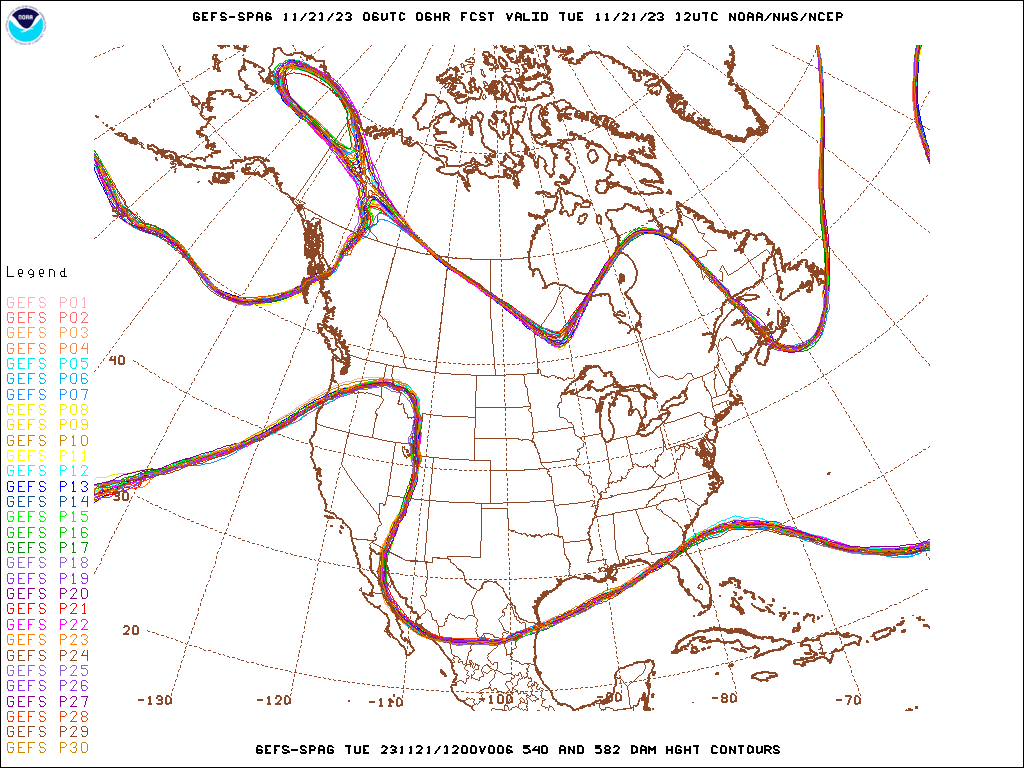 NOAA
GEFS-SPAG 11/21/23 06UTC 06HR FCST VALID TUE 11/21/23 12UTC NOAA/NWS/NCEP
Legend
GEFS P01
GEFS P02
GEFS P03
GEFS P04
GEFS P05
GEFS P06
GEFS P07
GEFS P08
GEFS P09
GEFS P10
GEFS P11
GEFS P12
GEFS P13
GEFS P14
GEFS P15
GEFS P16
GEFS P17
GEFS P18
GEFS P19
GEFS P20
GEFS P21
GEFS P22
GEFS P23
GEFS P24
GEFS P25
GEFS P26
GEFS P27
GEFS P28
GEFS P29
GEFS P30
40
30
20
-130 -120 -110 -100 -90 -80 -70
GEFS-SPAG TUE 231121/1200V006 540 AND 582 DAM HGHT CONTOURS